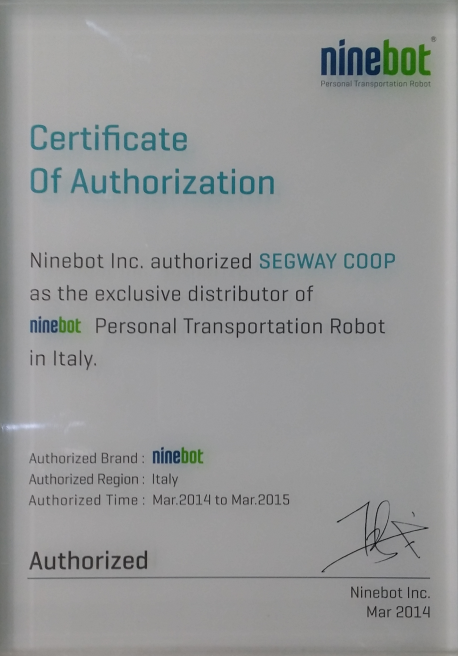 ninebot®
Personal Transportation Robot
Certificate
Of Authorization
Ninebot Inc. authorized SEGWAY COOP
as the exclusive distributor of
ninebot Personal Transportation Robot
in Italy.
Authorized Brand : ninebot
Authorized Region : Italy
Authorized Time : Mar.2014 to Mar.2015
Authorized
Ninebot Inc.
Mar 2014